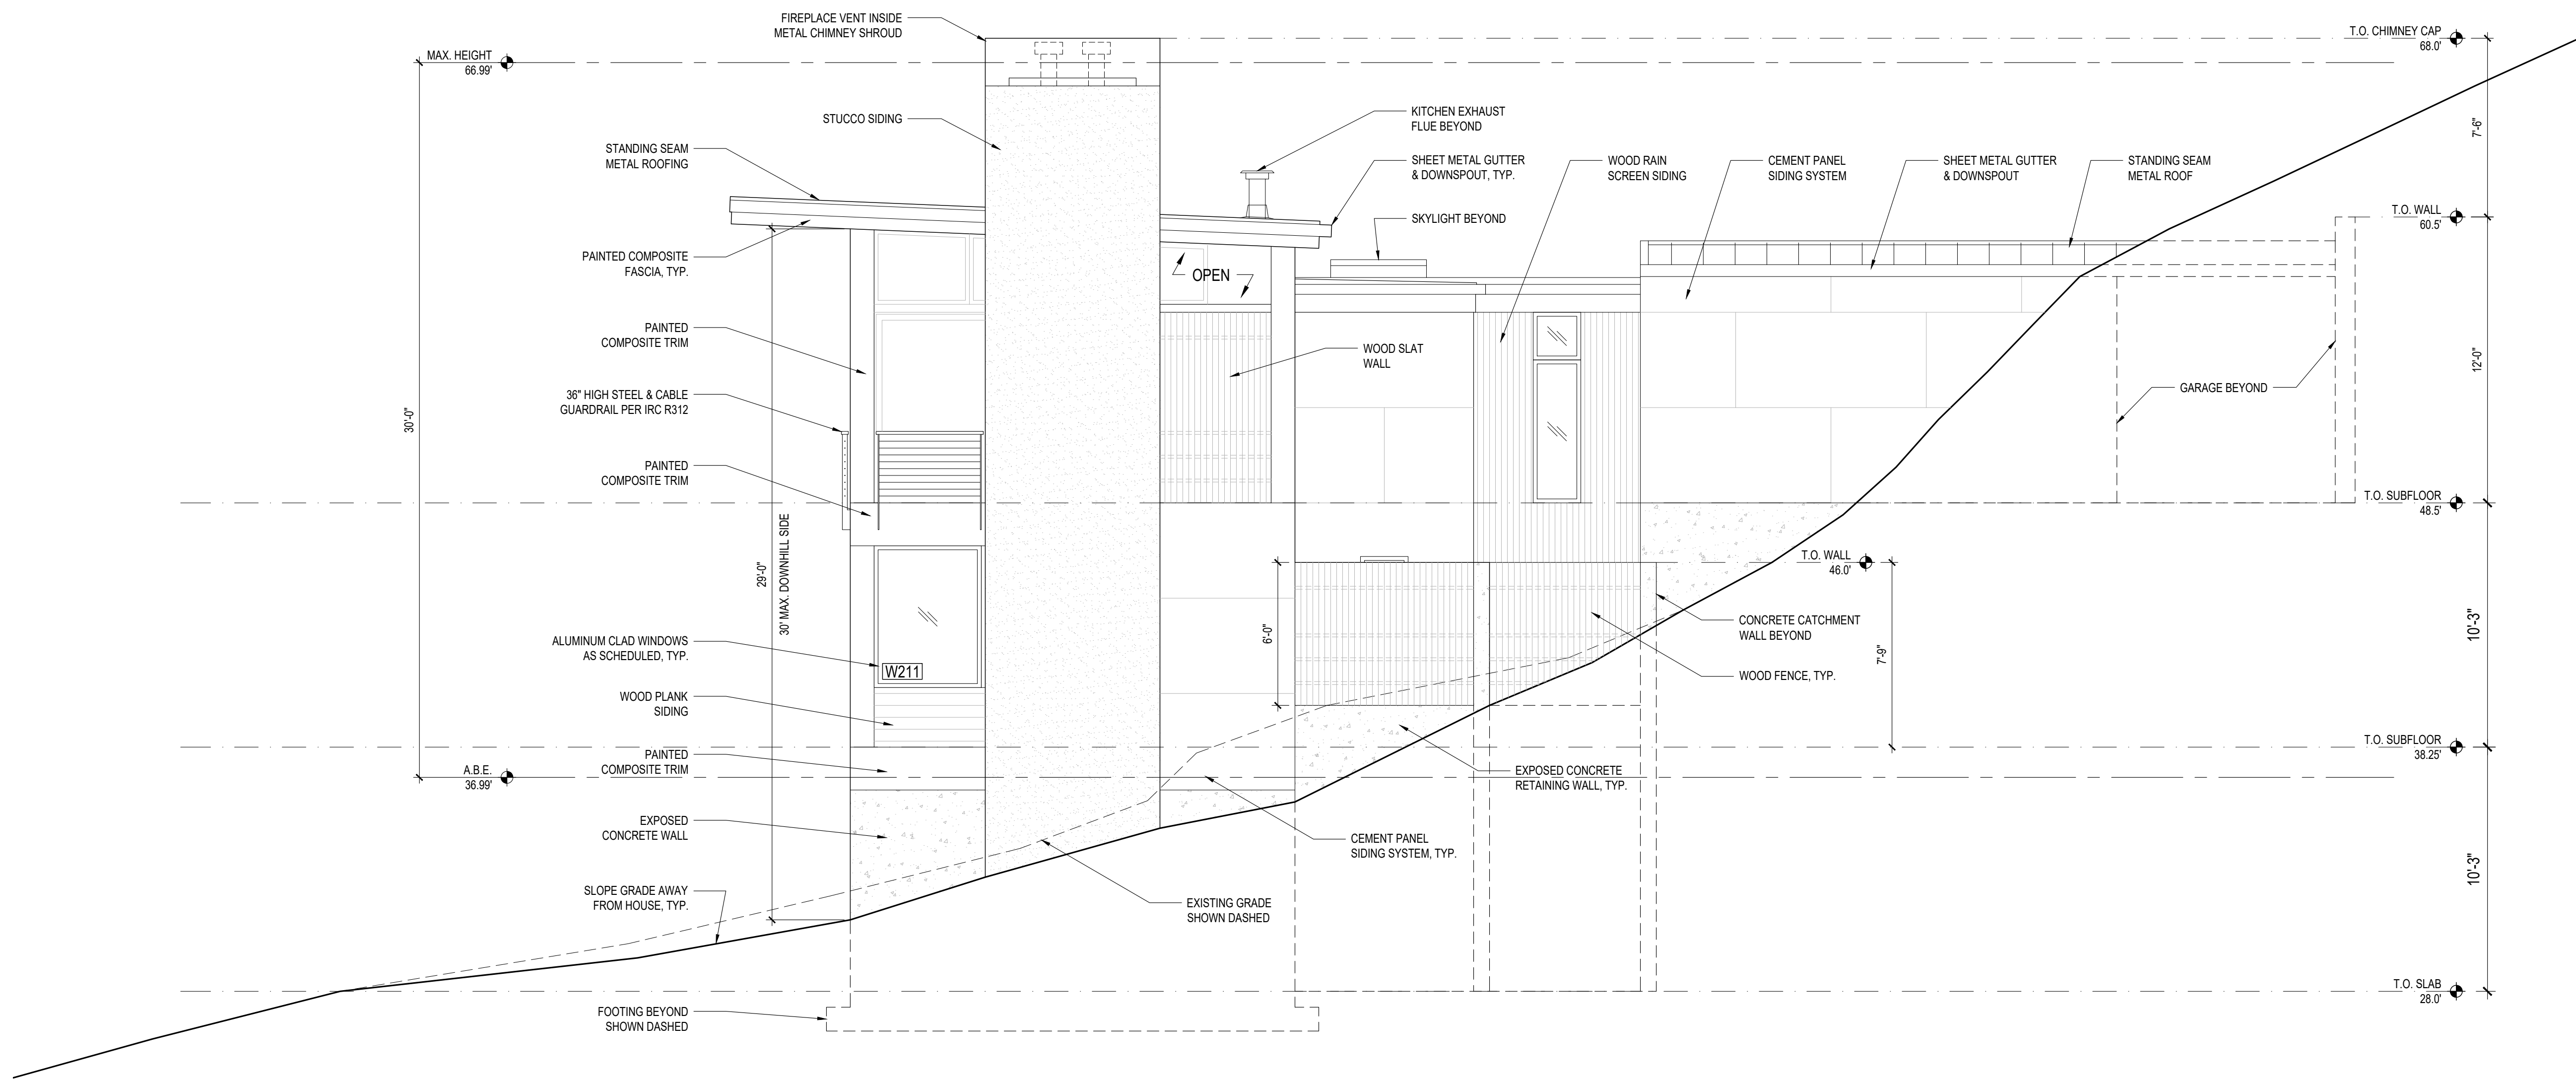 FIREPLACE VENT INSIDE
METAL CHIMNEY SHROUD
T.O. CHIMNEY CAP
68.0'
MAX. HEIGHT
66.99'
STUCCO SIDING
KITCHEN EXHAUST
FLUE BEYOND
7'-6"
STANDING SEAM
METAL ROOFING
SHEET METAL GUTTER
& DOWNSPOUT, TYP.
WOOD RAIN
SCREEN SIDING
CEMENT PANEL
SIDING SYSTEM
SHEET METAL GUTTER
& DOWNSPOUT
STANDING SEAM
METAL ROOF
SKYLIGHT BEYOND
T.O. WALL
60.5'
PAINTED COMPOSITE
FASCIA, TYP.
OPEN
PAINTED
COMPOSITE TRIM
WOOD SLAT
WALL
12'-0"
36" HIGH STEEL & CABLE
GUARDRAIL PER IRC R312
GARAGE BEYOND
30'-0"
PAINTED
COMPOSITE TRIM
T.O. SUBFLOOR
48.5'
29'-0"
30' MAX. DOWNHILL SIDE
T.O. WALL
46.0'
6'-0"
CONCRETE CATCHMENT
WALL BEYOND
10'-3"
7'-9"
ALUMINUM CLAD WINDOWS
AS SCHEDULED, TYP.
W211
WOOD FENCE, TYP.
WOOD PLANK
SIDING
T.O. SUBFLOOR
38.25'
PAINTED
COMPOSITE TRIM
A.B.E.
36.99'
EXPOSED CONCRETE
RETAINING WALL, TYP.
EXPOSED
CONCRETE WALL
CEMENT PANEL
SIDING SYSTEM, TYP.
10'-3"
SLOPE GRADE AWAY
FROM HOUSE, TYP.
EXISTING GRADE
SHOWN DASHED
T.O. SLAB
28.0'
FOOTING BEYOND
SHOWN DASHED